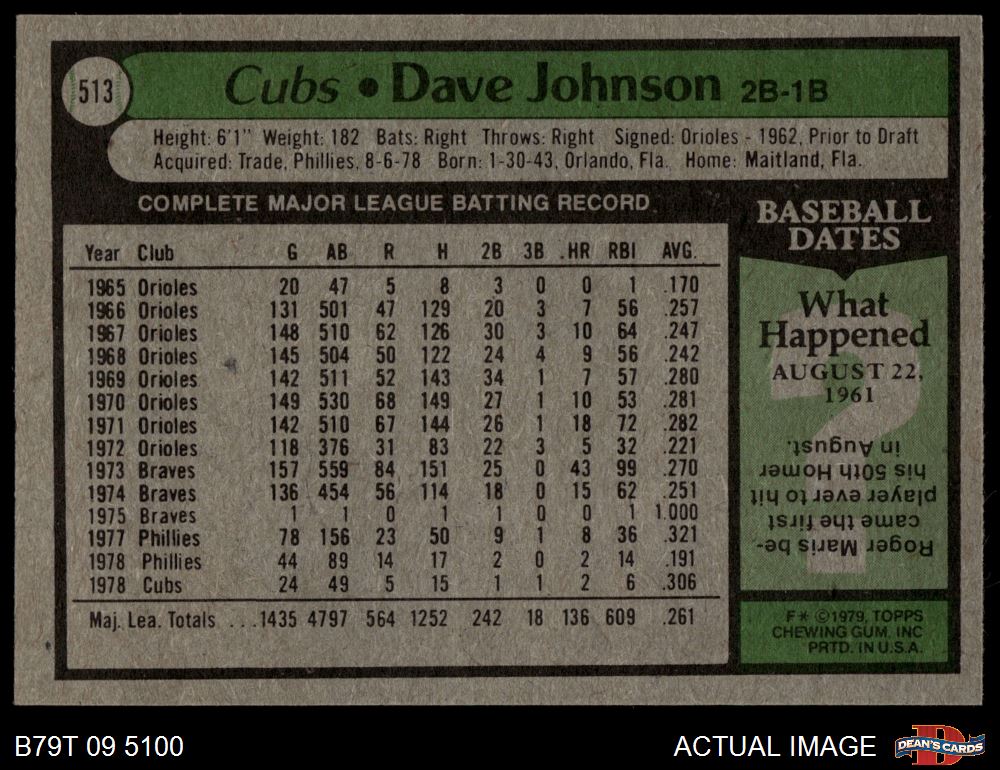 513
Cubs • Dave Johnson 2B-1B
Height: 6'1" Weight: 182 Bats: Right Throws: Right Signed: Orioles - 1962, Prior to Draft
Acquired: Trade, Phillies, 8-6-78 Born: 1-30-43, Orlando, Fla. Home: Maitland, Fla.
COMPLETE MAJOR LEAGUE BATTING RECORD
Year Club G AB R H 2B 3B HR RBI AVG.
1965 Orioles 20 47 5 8 3 0 0 1 .170
1966 Orioles 131 501 47 129 20 3 7 56 .257
1967 Orioles 148 510 62 126 30 3 10 64 .247
1968 Orioles 145 504 50 122 24 4 9 56 .242
1969 Orioles 142 511 52 143 34 1 7 57 .280
1970 Orioles 149 530 68 149 27 1 10 53 .281
1971 Orioles 142 510 67 144 26 1 18 72 .282
1972 Orioles 118 376 31 83 22 3 5 32 .221
1973 Braves 157 559 84 151 25 0 43 99 .270
1974 Braves 136 454 56 114 18 0 15 62 .251
1975 Braves 1 1 0 1 1 0 0 1 1.000
1977 Phillies 78 156 23 50 9 1 8 36 .321
1978 Phillies 44 89 14 17 2 0 2 14 .191
1978 Cubs 24 49 5 15 1 1 2 6 .306
Maj. Lea. Totals ...1435 4797 564 1252 242 18 136 609 .261
BASEBALL
DATES
What
Happened
AUGUST 22,
1961
Roger Maris be-
came the first
player ever to hit
his 50th Homer
in August.
F* ©1979, TOPPS
CHEWING GUM, INC
PRTD. IN U.S.A.
B79T 09 5100
ACTUAL IMAGE
D
DEAN'S CARDS